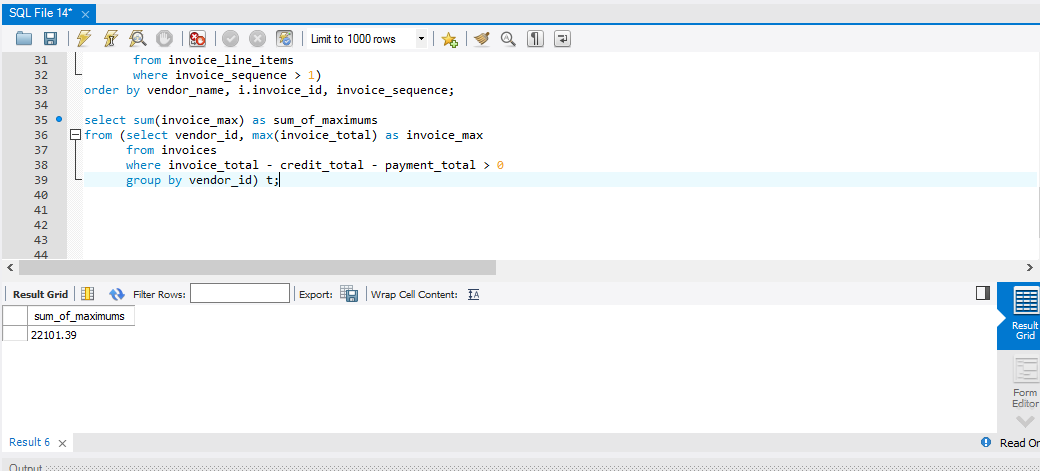 SQL File 14*
Limit to 1000 rows
31 from invoice_line_items
32 where invoice_sequence > 1)
33 order by vendor_name, i.invoice_id, invoice_sequence;
34
35 select sum(invoice_max) as sum_of_maximums
36 from (select vendor_id, max(invoice_total) as invoice_max
37 from invoices
38 where invoice_total - credit_total - payment_total > 0
39 group by vendor_id) t;
40
41
42
43
44
Result Grid Filter Rows: Export: Wrap Cell Content:
sum_of_maximums
22101.39
Result
Grid
Form
Editor
Result 6 Read On
Output